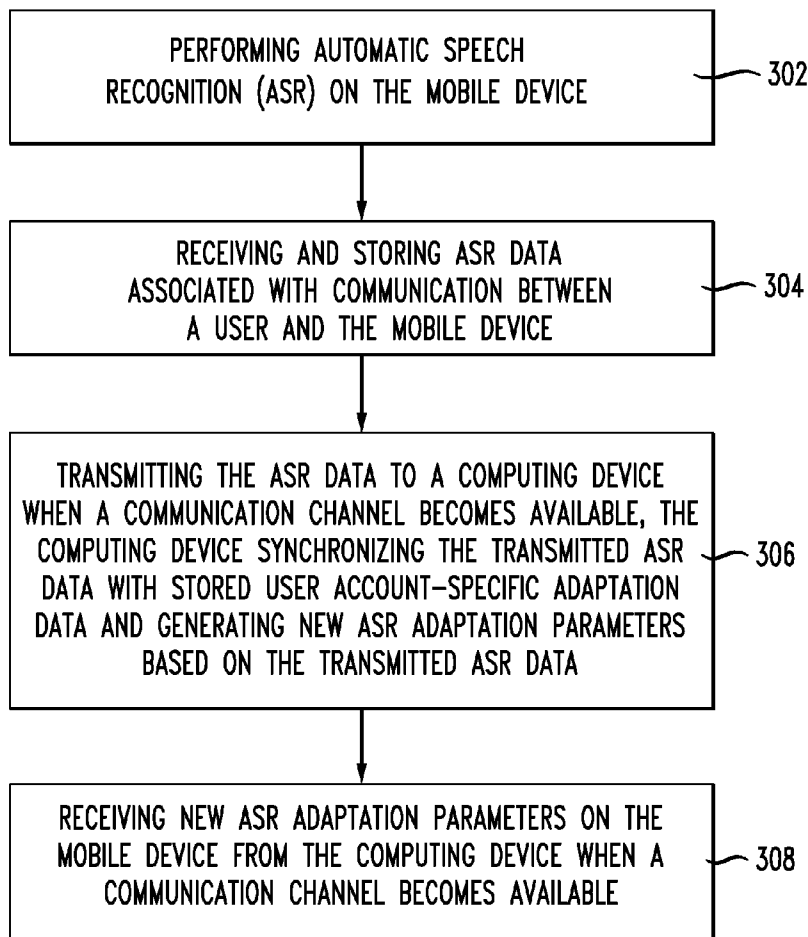 PERFORMING AUTOMATIC SPEECH
RECOGNITION (ASR) ON THE MOBILE DEVICE
302
RECEIVING AND STORING ASR DATA
ASSOCIATED WITH COMMUNICATION BETWEEN
A USER AND THE MOBILE DEVICE
304
TRANSMITTING THE ASR DATA TO A COMPUTING DEVICE
WHEN A COMMUNICATION CHANNEL BECOMES AVAILABLE, THE
COMPUTING DEVICE SYNCHRONIZING THE TRANSMITTED ASR
DATA WITH STORED USER ACCOUNT-SPECIFIC ADAPTATION
DATA AND GENERATING NEW ASR ADAPTATION PARAMETERS
BASED ON THE TRANSMITTED ASR DATA
306
RECEIVING NEW ASR ADAPTATION PARAMETERS ON THE
MOBILE DEVICE FROM THE COMPUTING DEVICE WHEN A
COMMUNICATION CHANNEL BECOMES AVAILABLE
308